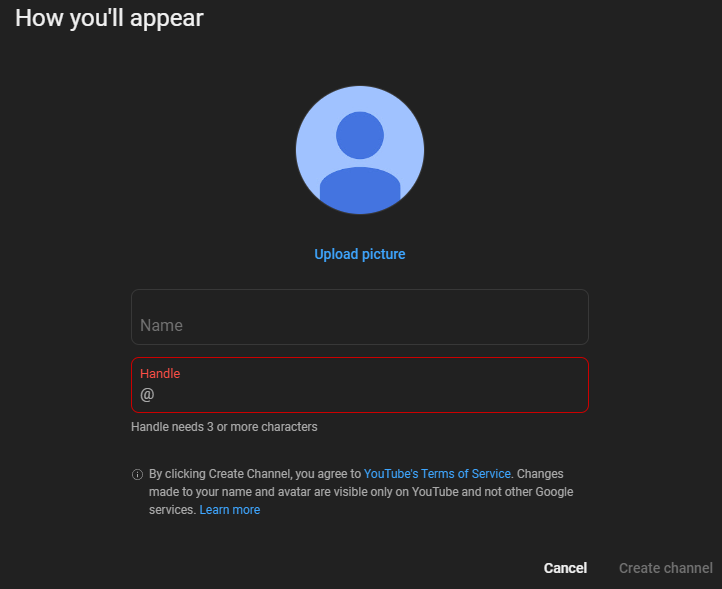 How you'll appear
Upload picture
Name
Handle
@
Handle needs 3 or more characters
By clicking Create Channel, you agree to YouTube's Terms of Service. Changes
made to your name and avatar are visible only on YouTube and not other Google
services. Learn more
Cancel Create channel